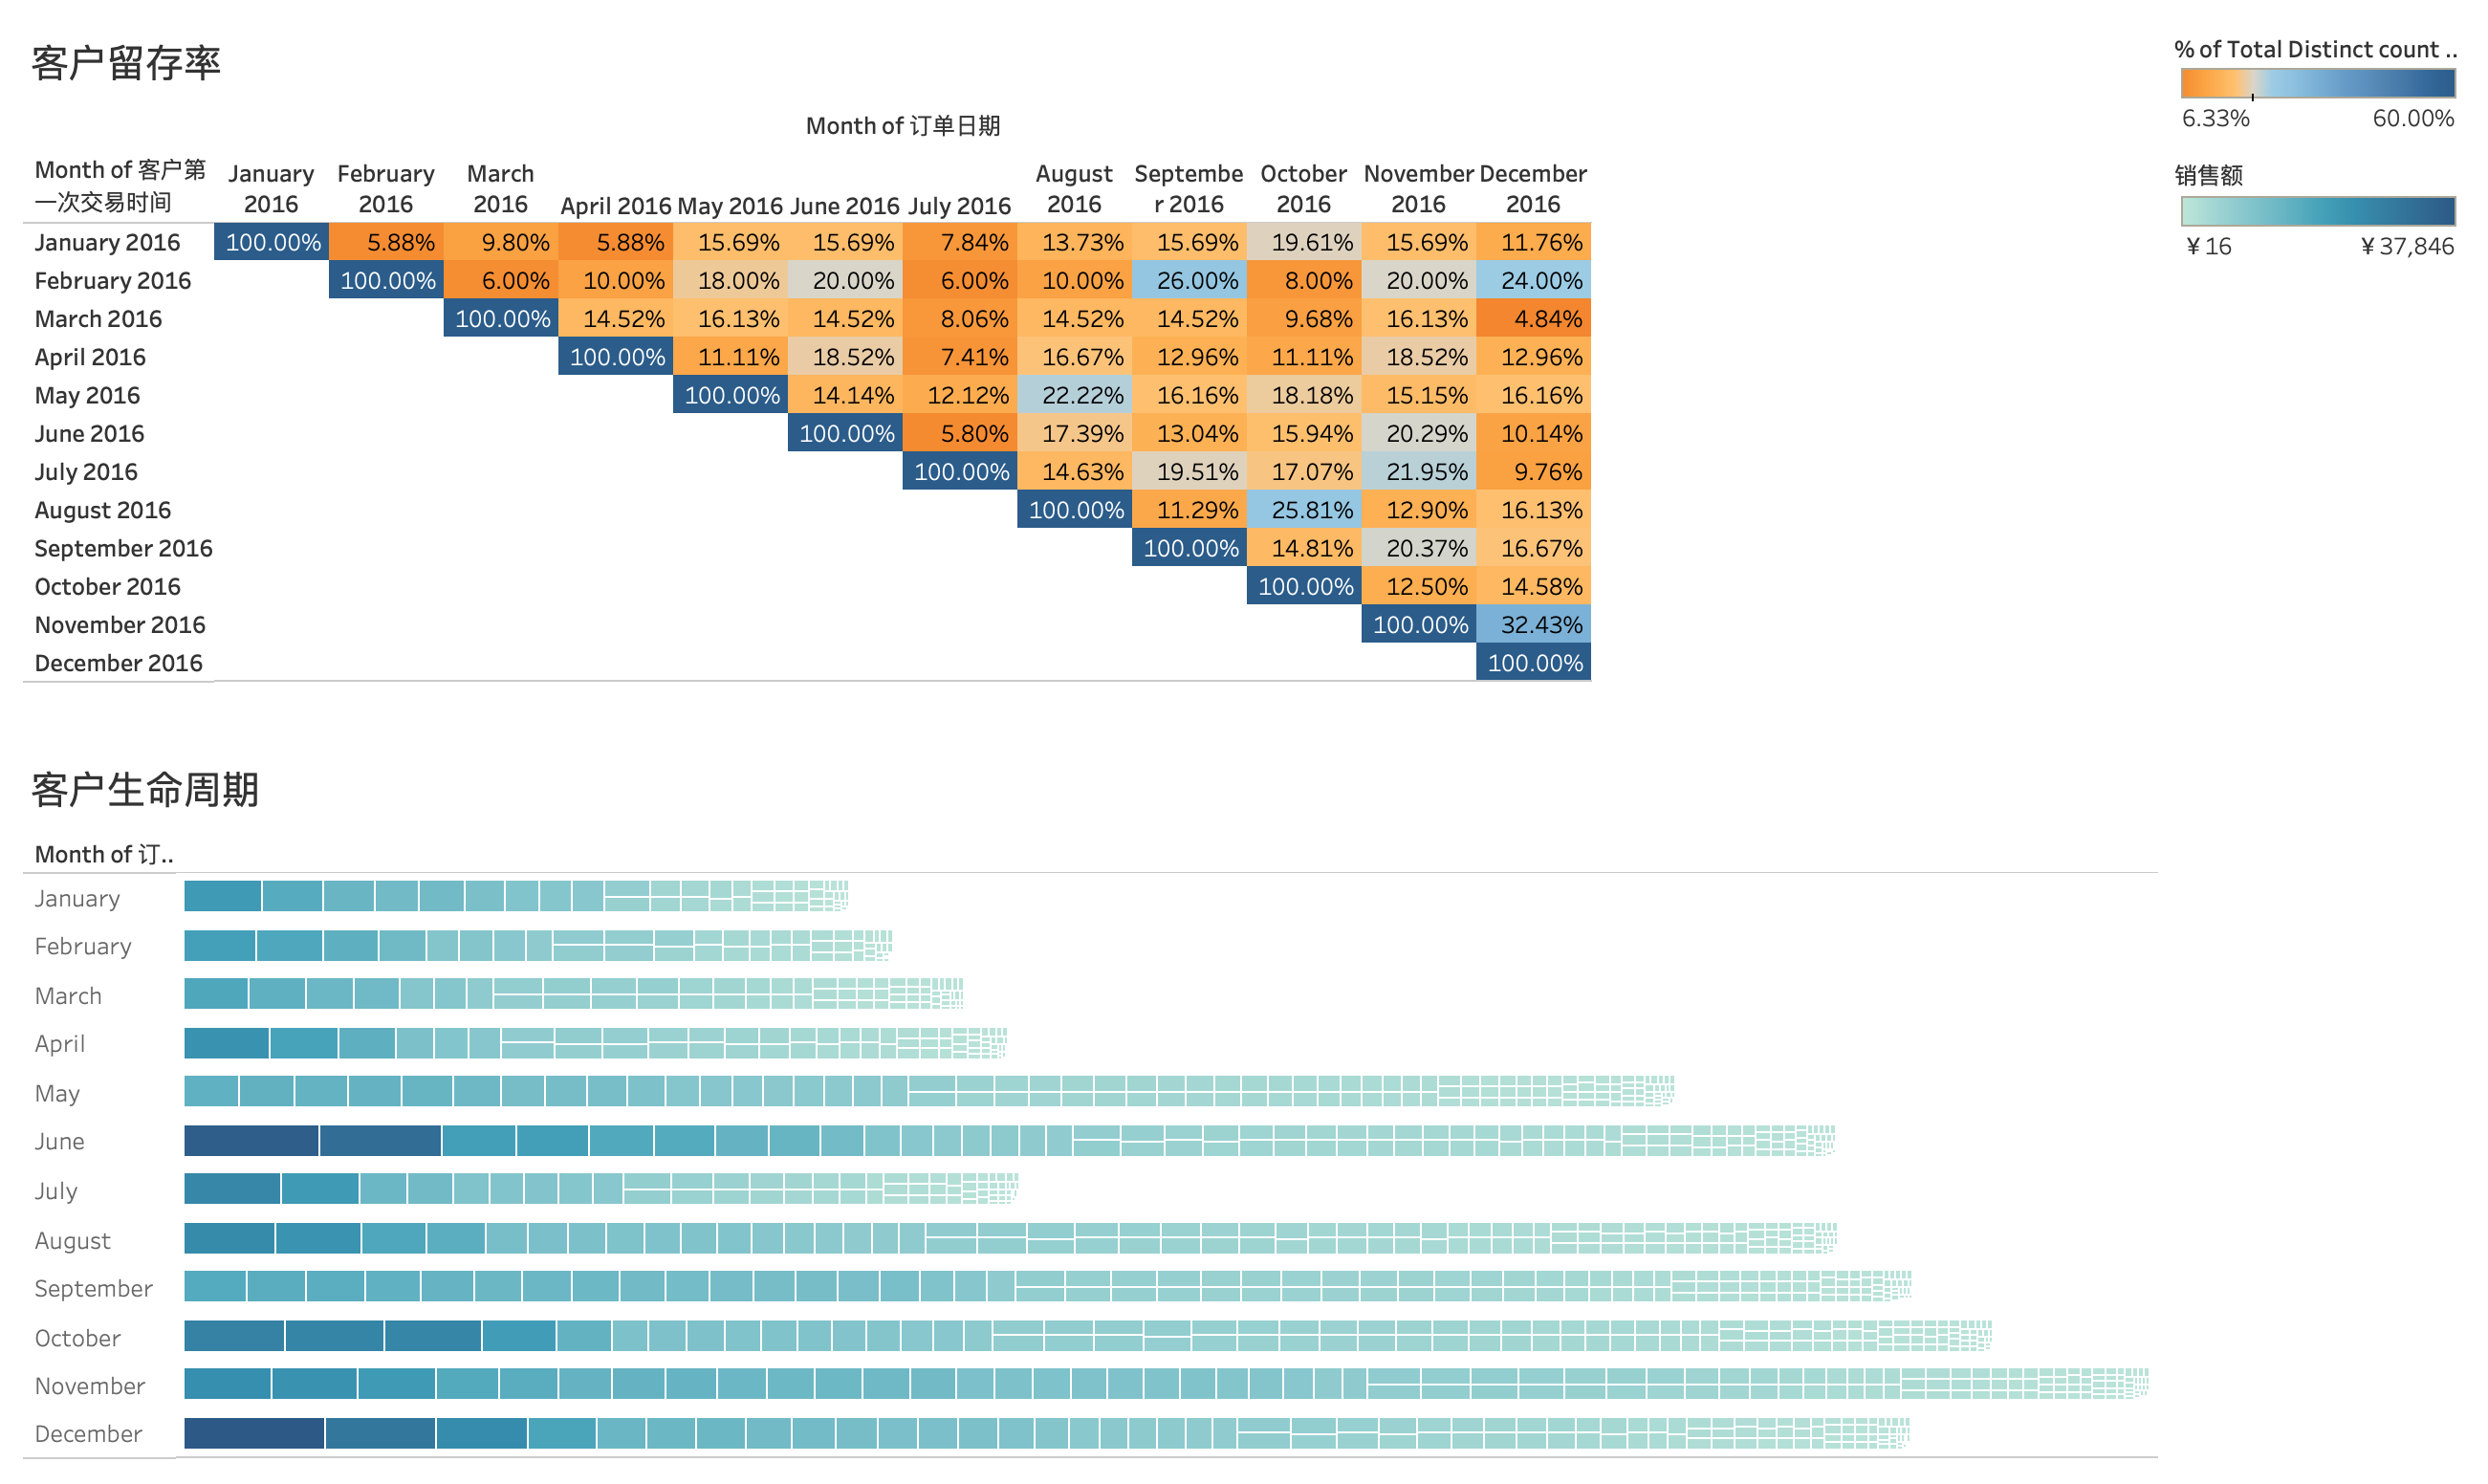 客户留存率
% of Total Distinct count ..
6.33% 60.00%
销售额
¥ 16 ¥ 37,846
Month of 订单日期
Month of 客户第
一次交易时间
January 2016 February 2016 March 2016 April 2016 May 2016 June 2016 July 2016 August 2016 Septembe r 2016 October 2016 November 2016 December 2016
January 2016 100.00% 5.88% 9.80% 5.88% 15.69% 15.69% 7.84% 13.73% 15.69% 19.61% 15.69% 11.76%
February 2016 100.00% 6.00% 10.00% 18.00% 20.00% 6.00% 10.00% 26.00% 8.00% 20.00% 24.00%
March 2016 100.00% 14.52% 16.13% 14.52% 8.06% 14.52% 14.52% 9.68% 16.13% 4.84%
April 2016 100.00% 11.11% 18.52% 7.41% 16.67% 12.96% 11.11% 18.52% 12.96%
May 2016 100.00% 14.14% 12.12% 22.22% 16.16% 18.18% 15.15% 16.16%
June 2016 100.00% 5.80% 17.39% 13.04% 15.94% 20.29% 10.14%
July 2016 100.00% 14.63% 19.51% 17.07% 21.95% 9.76%
August 2016 100.00% 11.29% 25.81% 12.90% 16.13%
September 2016 100.00% 14.81% 20.37% 16.67%
October 2016 100.00% 12.50% 14.58%
November 2016 100.00% 32.43%
December 2016 100.00%
客户生命周期
Month of 订..
January
February
March
April
May
June
July
August
September
October
November
December